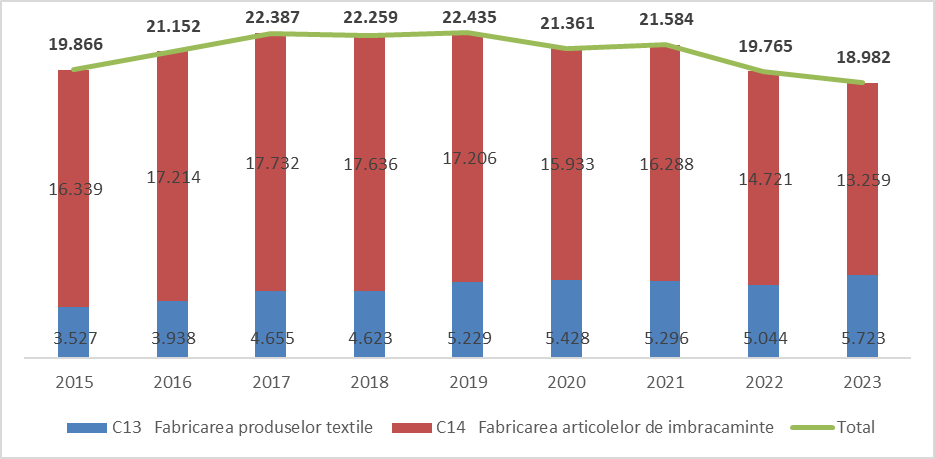 19.866 21.152 22.387 22.259 22.435 21.361 21.584 19.765 18.982
16.339 17.214 17.732 17.636 17.206 15.933 16.288 14.721 13.259
3.527 3.938 4.655 4.623 5.229 5.428 5.296 5.044 5.723
2015 2016 2017 2018 2019 2020 2021 2022 2023
C13 Fabricarea produselor textile C14 Fabricarea articolelor de imbracaminte Total